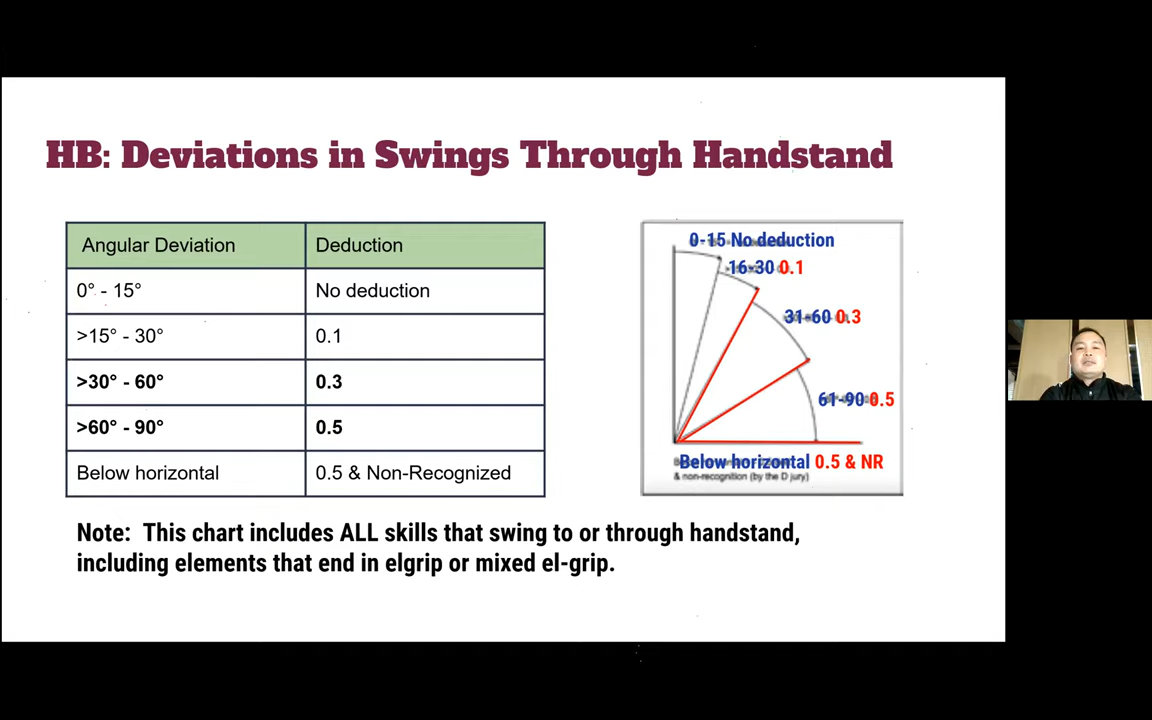 HB: Deviations in Swings Through Handstand
Angular Deviation Deduction
0° - 15° No deduction
>15° - 30° 0.1
>30° - 60° 0.3
>60° - 90° 0.5
Below horizontal 0.5 & Non-Recognized
0-15 No deduction
16-30 0.1
31-60 0.3
61-90 0.5
Below horizontal 0.5 & NR
& non-recognition (by the D jury)
Note: This chart includes ALL skills that swing to or through handstand,
including elements that end in elgrip or mixed el-grip.